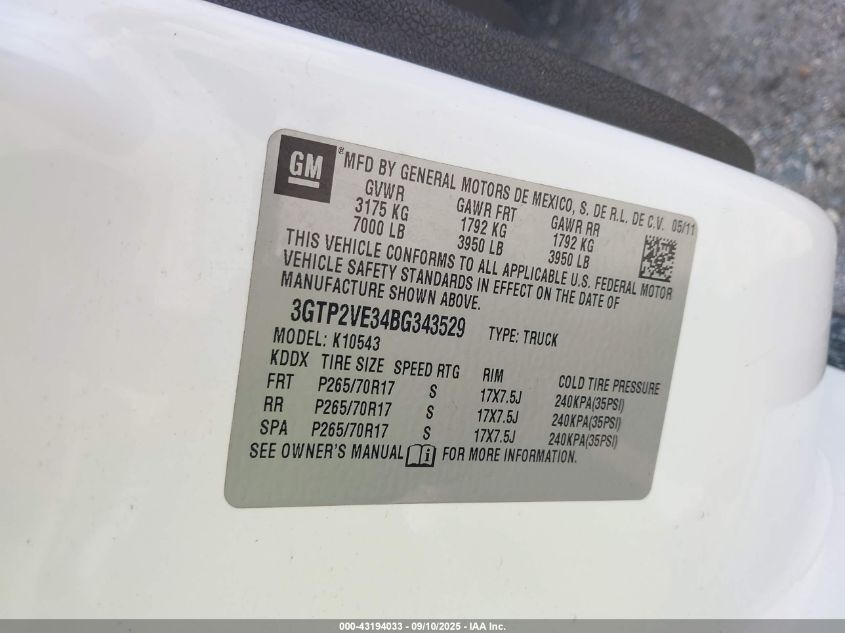 GM ® MFD BY GENERAL MOTORS DE MEXICO, S. DE R.L. DE C.V. 05/11
GVWR GAWR FRT GAWR RR
3175 KG 1792 KG 1792 KG
7000 LB 3950 LB 3950 LB
THIS VEHICLE CONFORMS TO ALL APPLICABLE U.S. FEDERAL MOTOR
VEHICLE SAFETY STANDARDS IN EFFECT ON THE DATE OF
MANUFACTURE SHOWN ABOVE.
3GTP2VE34BG343529 TYPE: TRUCK
MODEL: K10543
KDDX TIRE SIZE SPEED RTG RIM COLD TIRE PRESSURE
FRT P265/70R17 S 17X7.5J 240KPA(35PSI)
RR P265/70R17 S 17X7.5J 240KPA(35PSI)
SPA P265/70R17 S 17X7.5J 240KPA(35PSI)
SEE OWNER'S MANUAL FOR MORE INFORMATION.
000-43194033 - 09/10/2025 - IAA Inc.